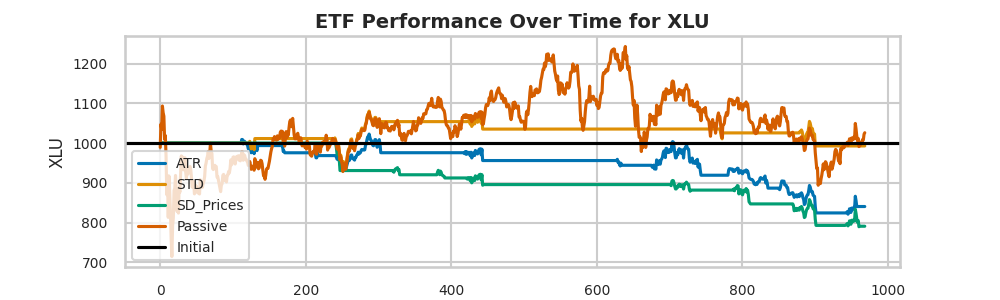 ETF Performance Over Time for XLU
XLU
1200
1100
1000
900
800
700
ATR
STD
SD_Prices
Passive
Initial
0
200
400
600
800
1000